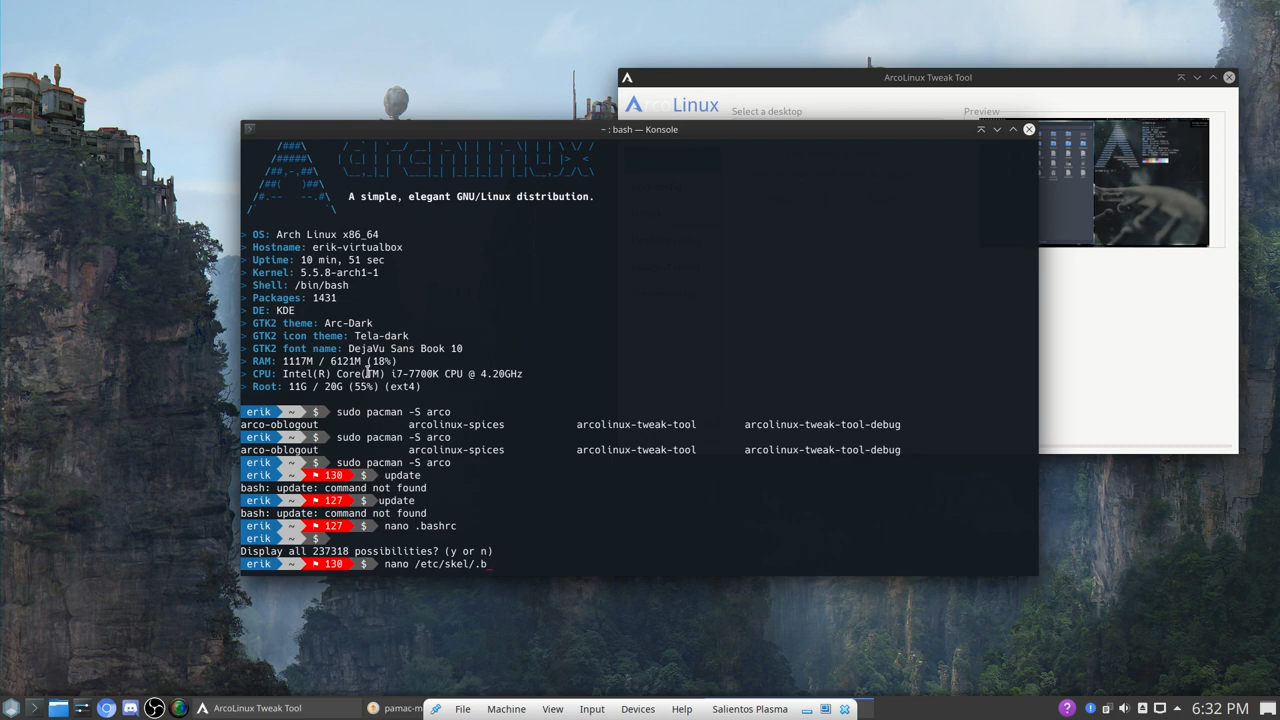 ArcoLinux Tweak Tool
ArcoLinux
Select a desktop
Preview
~ : bash — Konsole
A simple, elegant GNU/Linux distribution.
> OS: Arch Linux x86_64
> Hostname: erik-virtualbox
> Uptime: 10 min, 51 sec
> Kernel: 5.5.8-arch1-1
> Shell: /bin/bash
> Packages: 1431
> DE: KDE
> GTK2 theme: Arc-Dark
> GTK2 icon theme: Tela-dark
> GTK2 font name: DejaVu Sans Book 10
> RAM: 1117M / 6121M (18%)
> CPU: Intel(R) Core(TM) i7-7700K CPU @ 4.20GHz
> Root: 11G / 20G (55%) (ext4)
erik ~ $ sudo pacman -S arco
arco-oblogout arcolinux-spices arcolinux-tweak-tool arcolinux-tweak-tool-debug
erik ~ $ sudo pacman -S arco
arco-oblogout arcolinux-spices arcolinux-tweak-tool arcolinux-tweak-tool-debug
erik ~ $ sudo pacman -S arco
erik ~ ⚑ 130 $ update
bash: update: command not found
erik ~ ⚑ 127 $ update
bash: update: command not found
erik ~ ⚑ 127 $ nano .bashrc
erik ~ $
Display all 237318 possibilities? (y or n)
erik ~ ⚑ 130 $ nano /etc/skel/.b_
ArcoLinux Tweak Tool
pamac-m
File Machine View Input Devices Help Salientos Plasma
6:32 PM